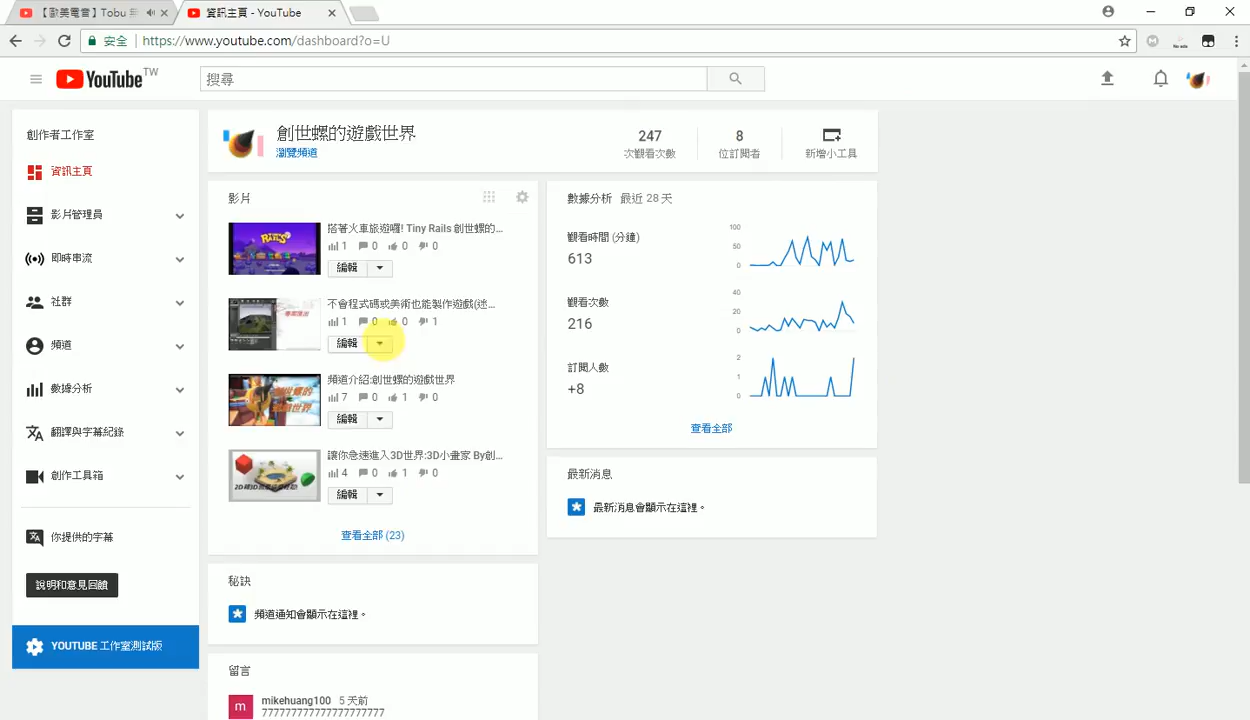 【歐美電音】Tobu
資訊主頁 - YouTube
安全
https://www.youtube.com/dashboard?o=U
YouTube TW
搜尋
創作者工作室
資訊主頁
影片管理員
即時串流
社群
頻道
數據分析
翻譯與字幕紀錄
創作工具箱
你提供的字幕
說明和意見回饋
YOUTUBE 工作室測試版
創世螺的遊戲世界
瀏覽頻道
247
次觀看次數
8
位訂閱者
新增小工具
影片
搭著火車旅遊囉! Tiny Rails 創世螺的...
1 0 0 0
編輯
不會程式碼或美術也能製作遊戲(迷...
1 0 0 1
編輯
頻道介紹:創世螺的遊戲世界
7 0 1 0
編輯
讓你急速進入3D世界:3D小畫家 By創...
4 0 1 0
編輯
查看全部 (23)
秘訣
頻道通知會顯示在這裡。
留言
m
mikehuang100 5 天前
777777777777777777777
數據分析 最近 28 天
觀看時間 (分鐘)
613
100
50
0
觀看次數
216
40
20
0
訂閱人數
+8
2
1
0
查看全部
最新消息
最新消息會顯示在這裡。